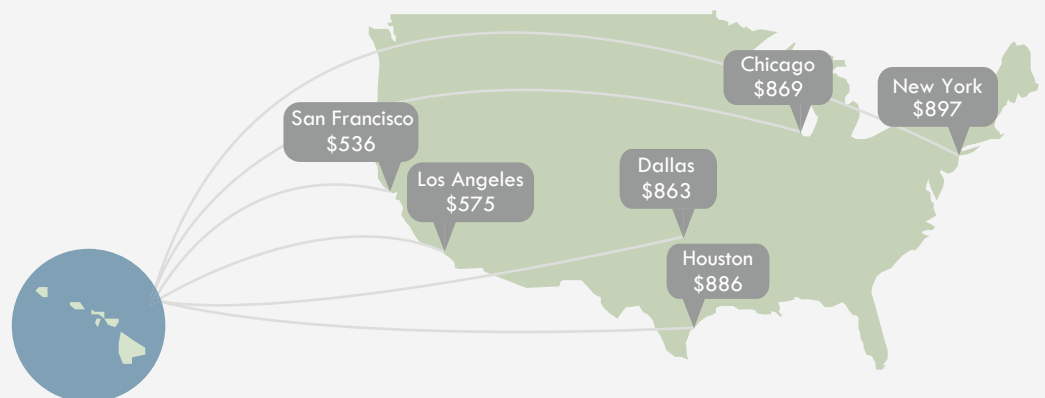 Chicago
$869
New York
$897
San Francisco
$536
Los Angeles
$575
Dallas
$863
Houston
$886